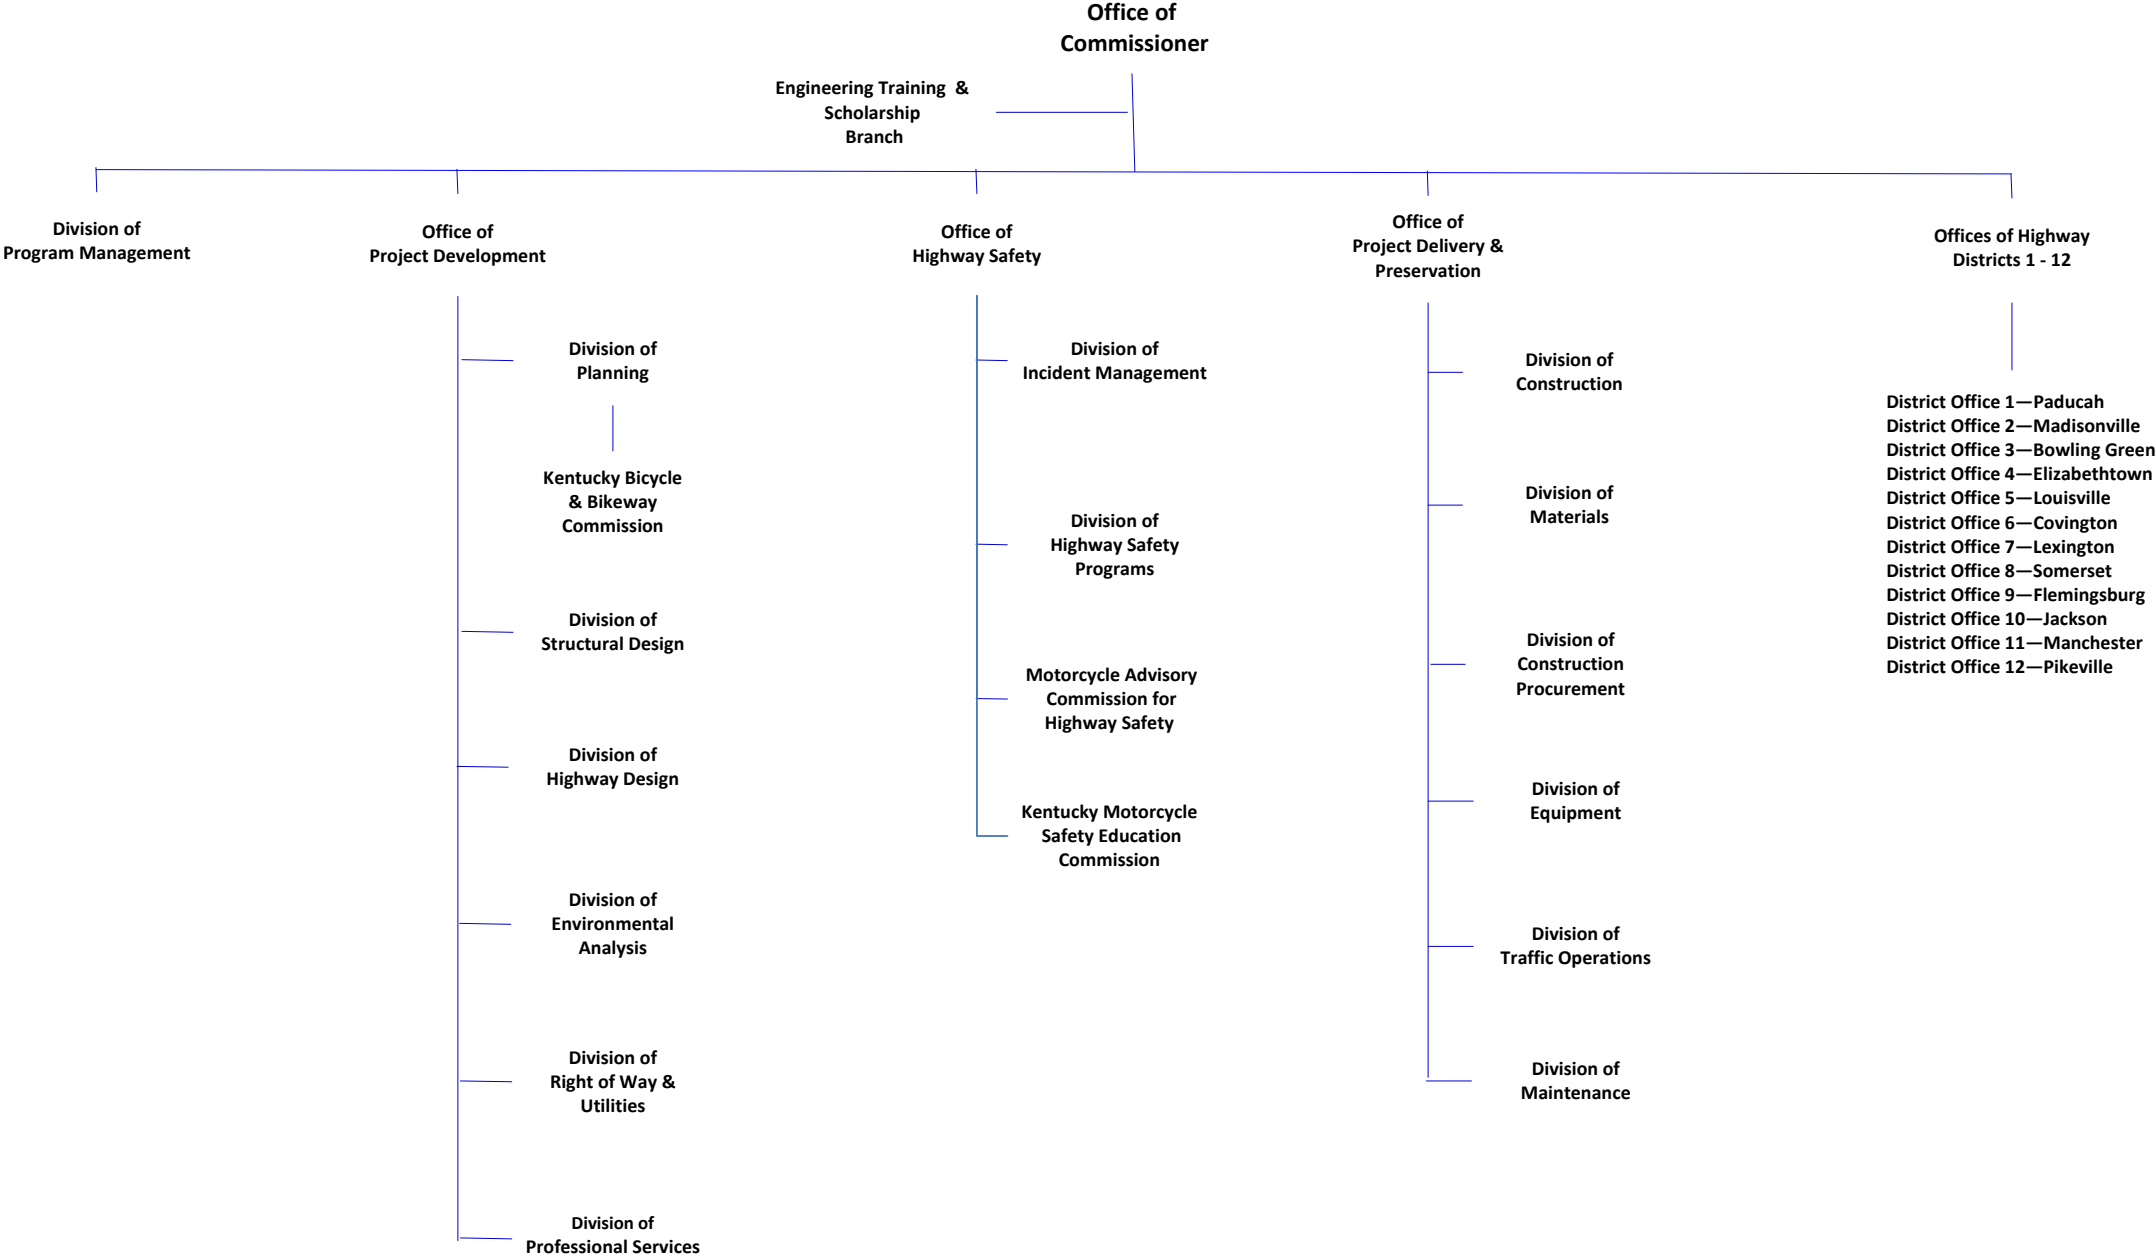 Office of
Commissioner
Engineering Training &
Scholarship
Branch
Division of
Program Management
Office of
Project Development
Office of
Highway Safety
Office of
Project Delivery &
Preservation
Offices of Highway
Districts 1 - 12
Division of
Planning
Kentucky Bicycle
& Bikeway
Commission
Division of
Structural Design
Division of
Highway Design
Division of
Environmental
Analysis
Division of
Right of Way &
Utilities
Division of
Professional Services
Division of
Incident Management
Division of
Highway Safety
Programs
Motorcycle Advisory
Commission for
Highway Safety
Kentucky Motorcycle
Safety Education
Commission
Division of
Construction
Division of
Materials
Division of
Construction
Procurement
Division of
Equipment
Division of
Traffic Operations
Division of
Maintenance
District Office 1—Paducah
District Office 2—Madisonville
District Office 3—Bowling Green
District Office 4—Elizabethtown
District Office 5—Louisville
District Office 6—Covington
District Office 7—Lexington
District Office 8—Somerset
District Office 9—Flemingsburg
District Office 10—Jackson
District Office 11—Manchester
District Office 12—Pikeville